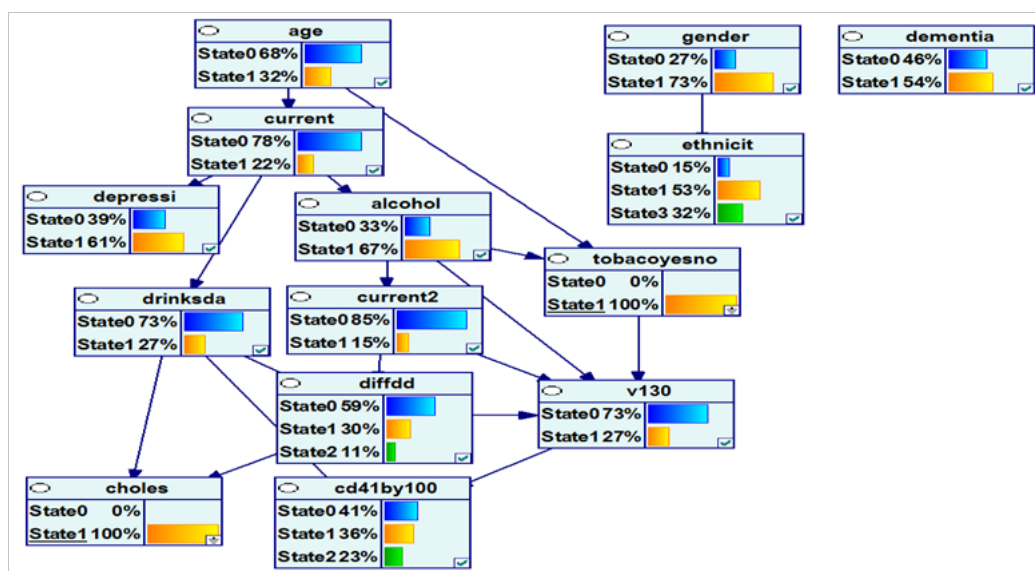 age
State0 68%
State1 32%
gender
State0 27%
State1 73%
dementia
State0 46%
State1 54%
current
State0 78%
State1 22%
ethnicit
State0 15%
State1 53%
State3 32%
depressi
State0 39%
State1 61%
alcohol
State0 33%
State1 67%
tobacoyesno
State0 0%
State1 100%
drinksda
State0 73%
State1 27%
current2
State0 85%
State1 15%
diffdd
State0 59%
State1 30%
State2 11%
v130
State0 73%
State1 27%
choles
State0 0%
State1 100%
cd41by100
State0 41%
State1 36%
State2 23%